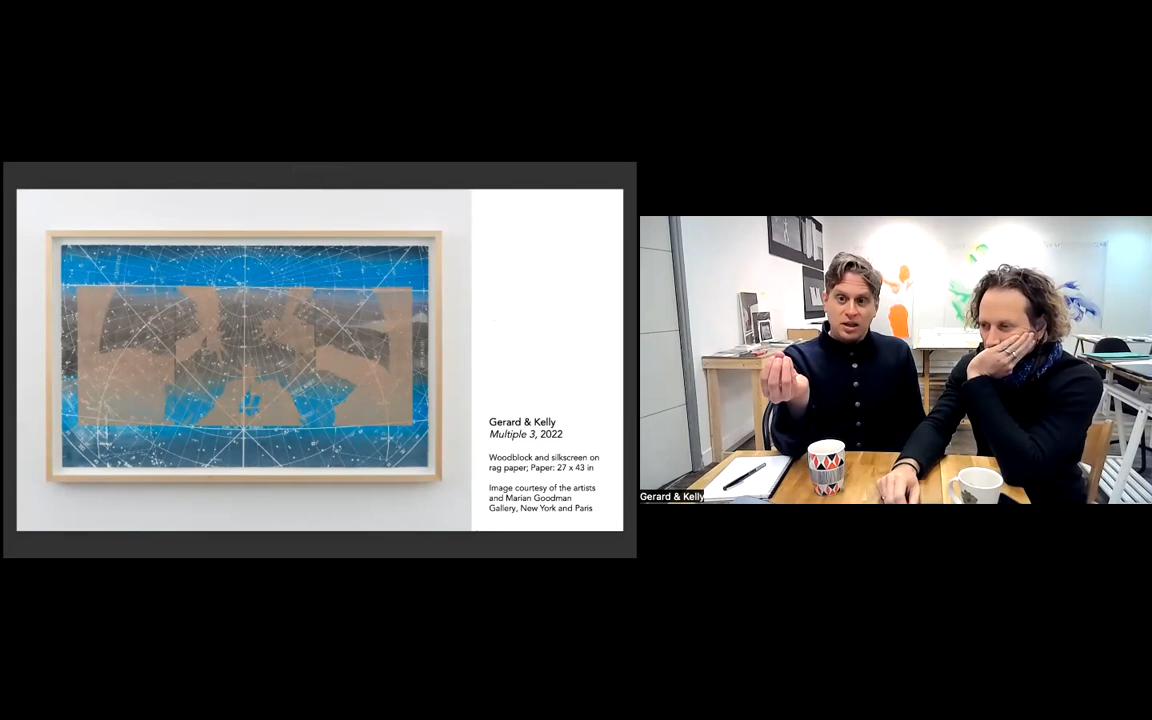 Gerard & Kelly
Multiple 3, 2022
Woodblock and silkscreen on
rag paper; Paper: 27 x 43 in
Image courtesy of the artists
and Marian Goodman
Gallery, New York and Paris
Gerard & Kelly